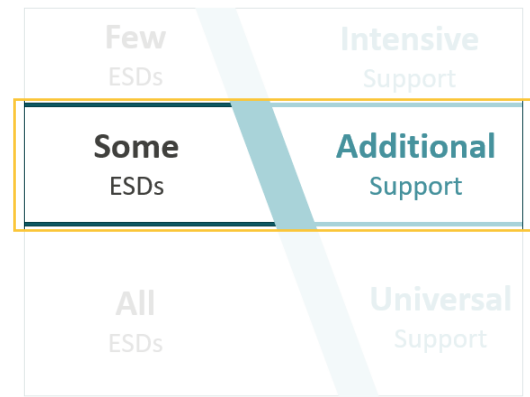 Few
ESDs
Intensive
Support
Some
ESDs
Additional
Support
All
ESDs
Universal
Support